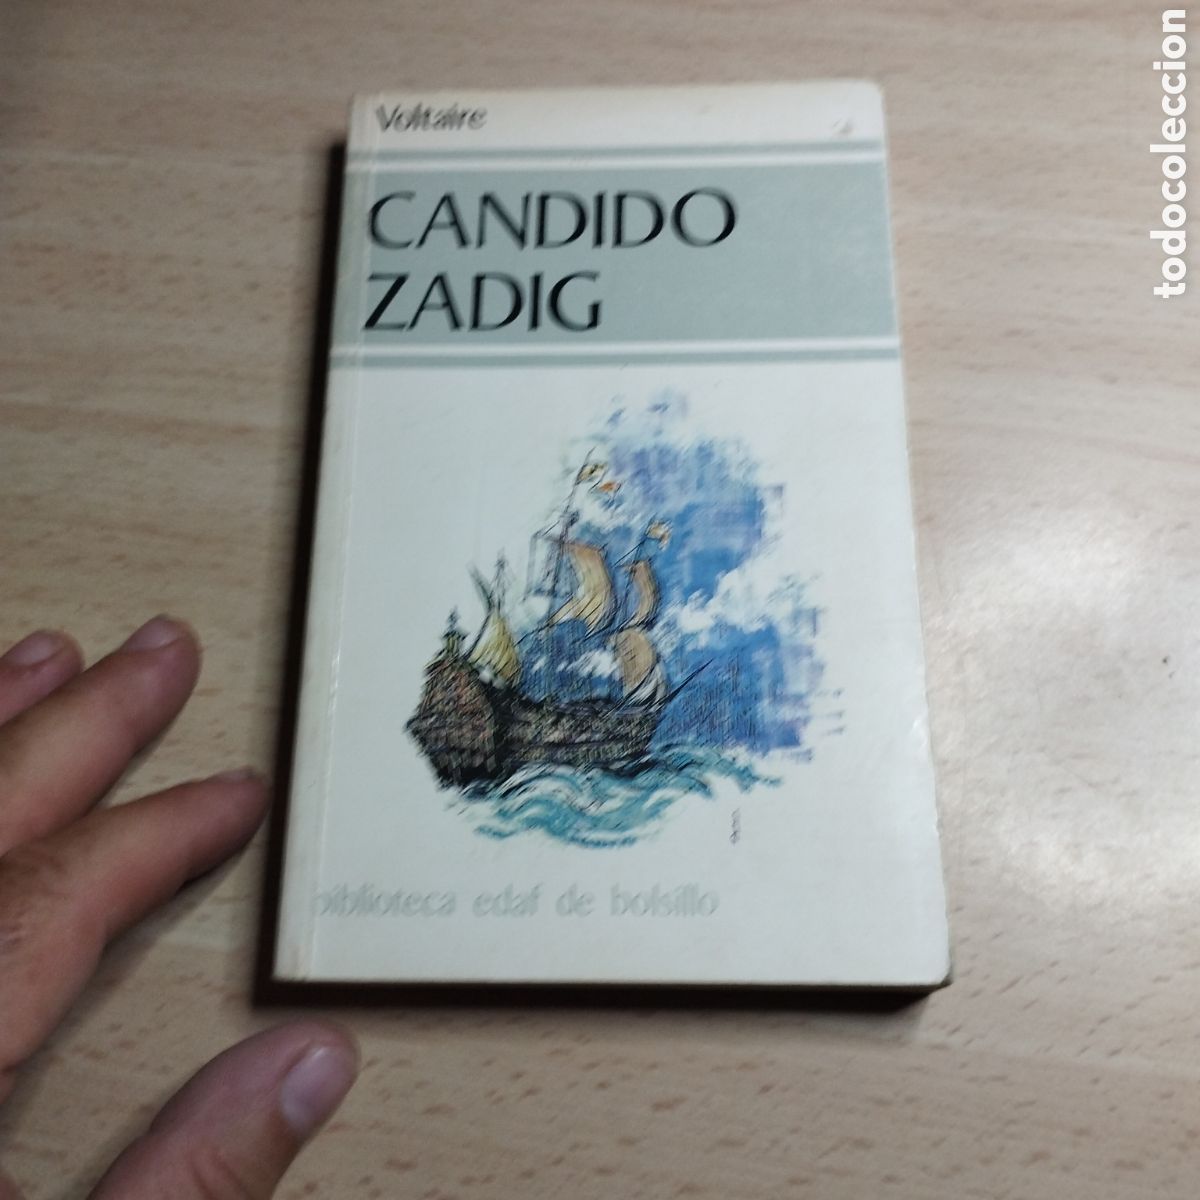 Voltaire
CANDIDO
ZADIG
biblioteca edaf de bolsillo
todocoleccion